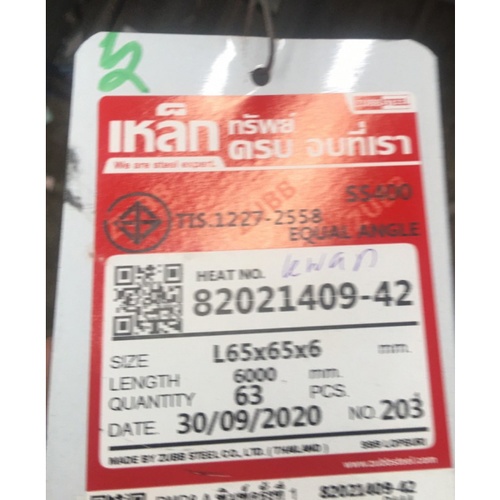 เหล็ก ทรัพย์
ครบ จบที่เรา
We are steel expert.
SS400
TIS.1227-2558
EQUAL ANGLE
HEAT NO. kwan
82021409-42
SIZE L65x65x6 mm.
LENGTH 6000 mm.
QUANTITY 63 PCS.
DATE. 30/09/2020 NO. 203
MADE BY ZUBB STEEL CO., LTD. ( THAILAND ) SSB LOPBURI
www.zubbsteel.com
82021409-42